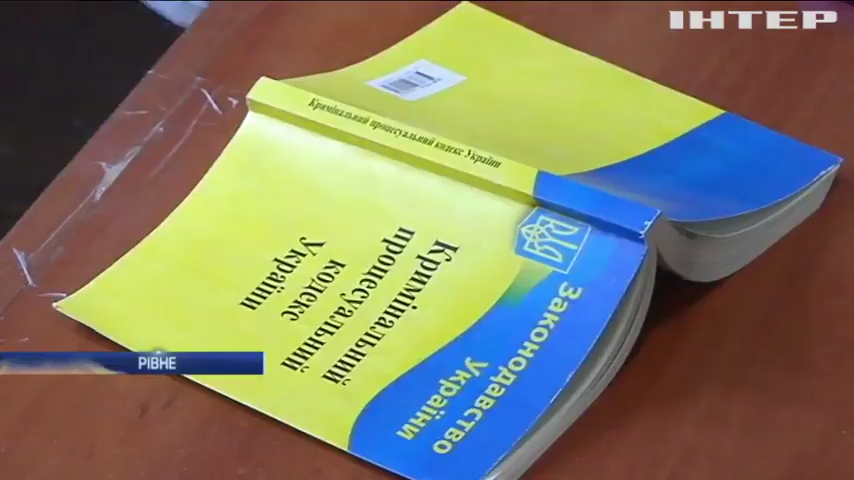 ІНТЕР
Кримінальний процесуальний кодекс України
Законодавство
України
Кримінальний
процесуальний
кодекс
України
РІВНЕ